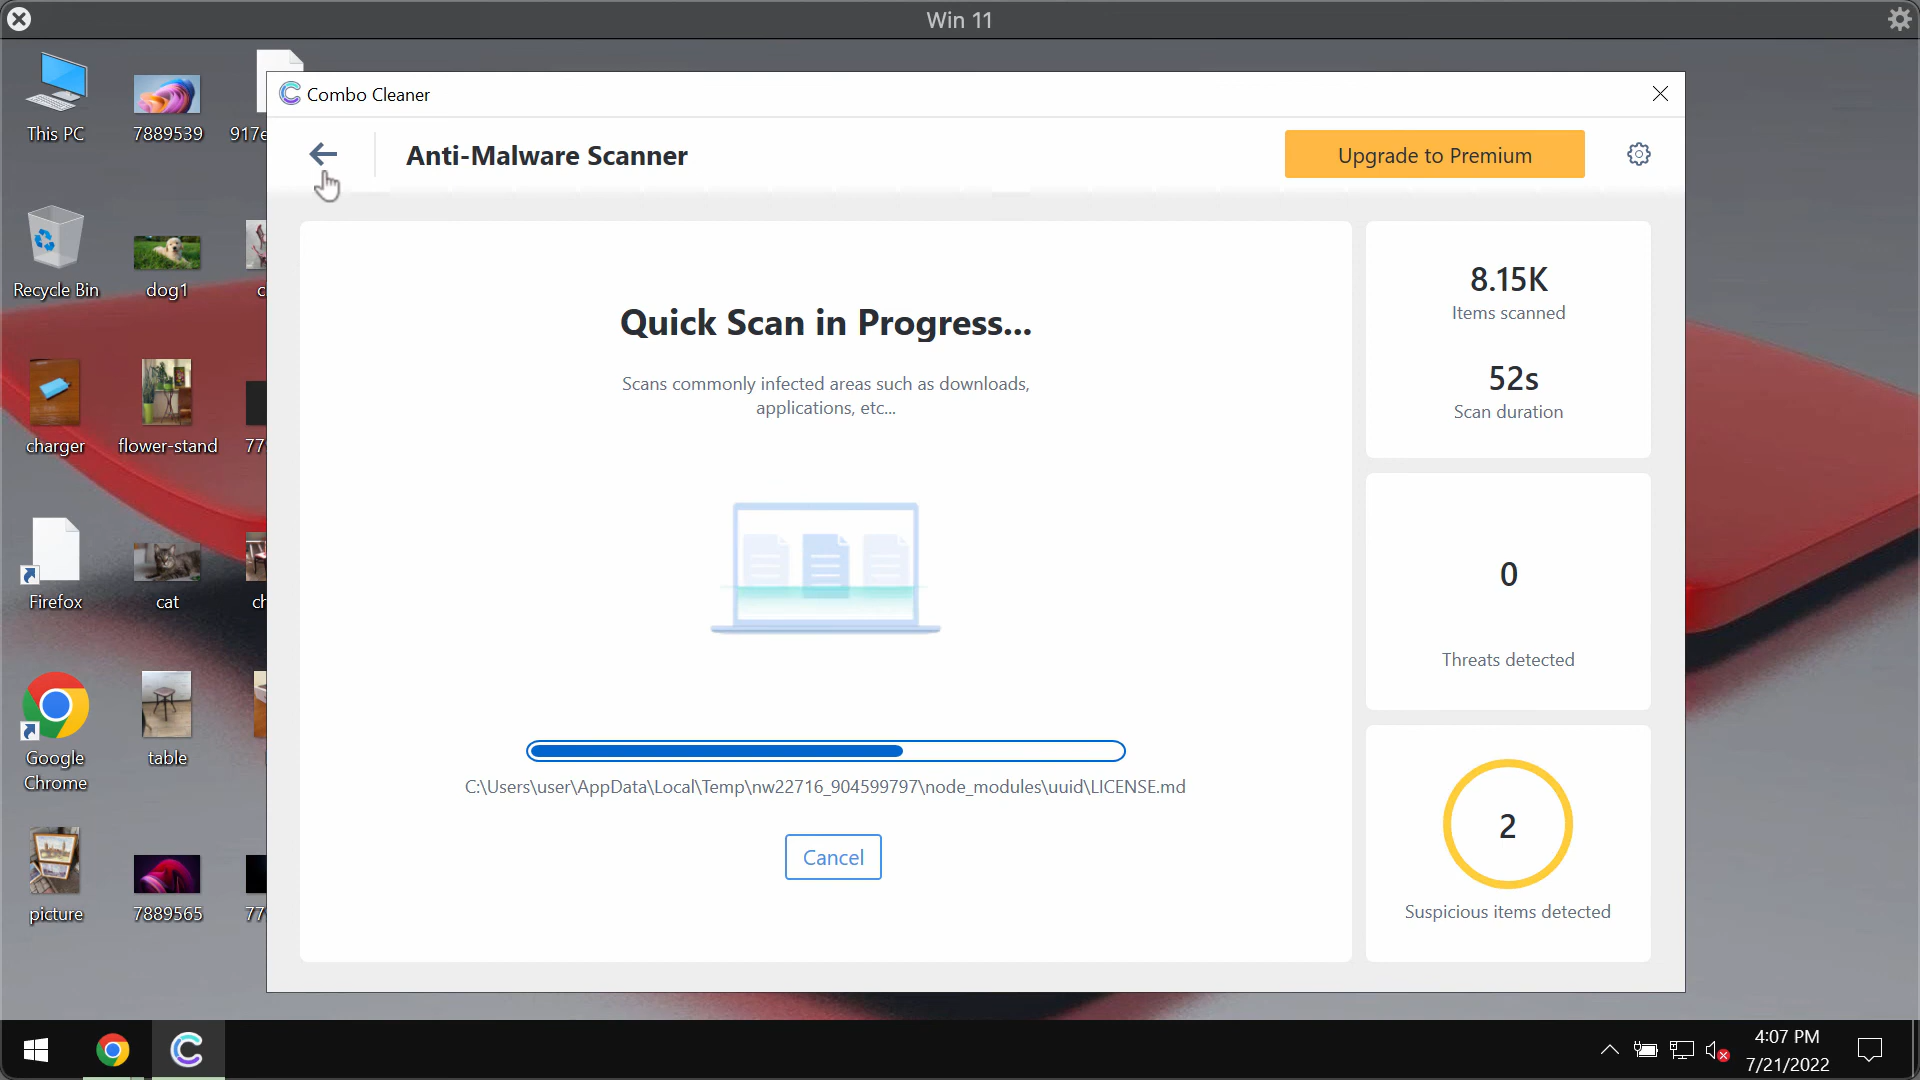 Win 11
This PC
7889539
917e
Recycle Bin
dog1
c
charger
flower-stand
779
Firefox
cat
ch
Google
Chrome
table
picture
7889565
77
Combo Cleaner
Anti-Malware Scanner
Upgrade to Premium
Quick Scan in Progress...
Scans commonly infected areas such as downloads,
applications, etc...
C:\Users\user\AppData\Local\Temp\nw22716_904599797\node_modules\uuid\LICENSE.md
Cancel
8.15K
Items scanned
52s
Scan duration
0
Threats detected
2
Suspicious items detected
4:07 PM
7/21/2022